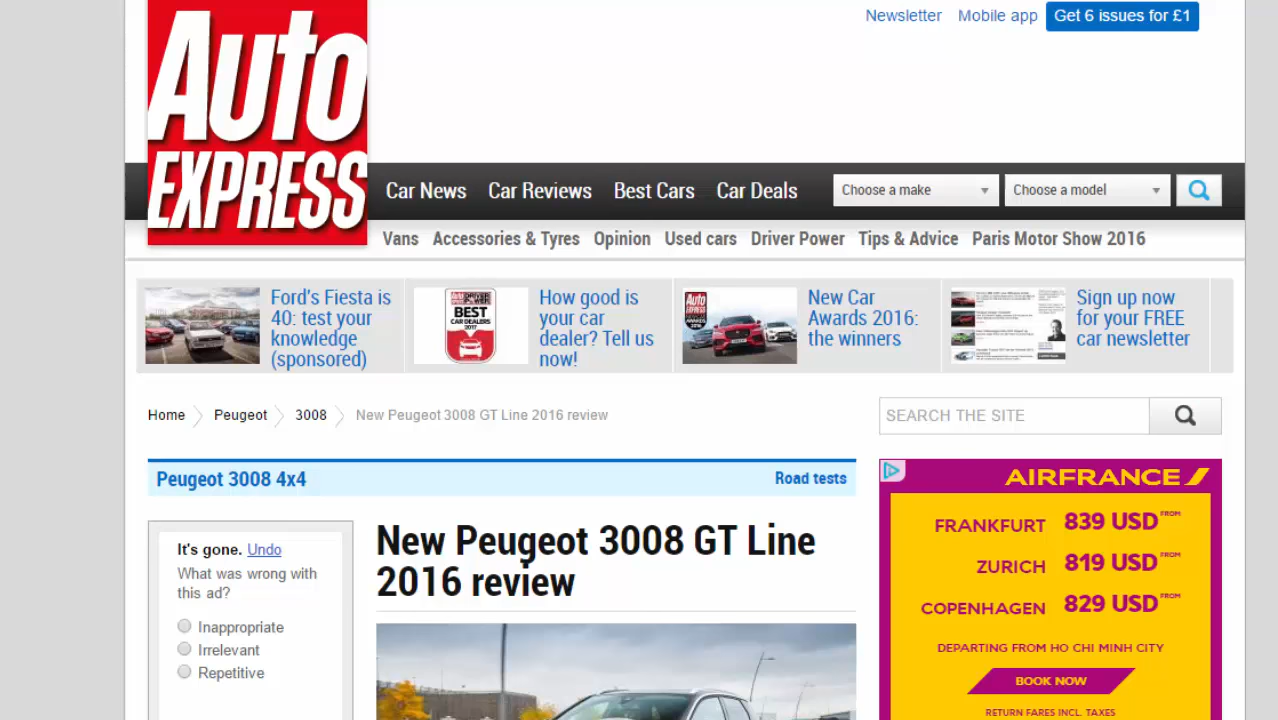 Newsletter Mobile app Get 6 issues for £1
Auto
EXPRESS
Car News Car Reviews Best Cars Car Deals Choose a make Choose a model
Vans Accessories & Tyres Opinion Used cars Driver Power Tips & Advice Paris Motor Show 2016
Ford's Fiesta is
40: test your
knowledge
(sponsored)
BEST
CAR DEALERS
2017
How good is
your car
dealer? Tell us
now!
New Car
Awards 2016:
the winners
Sign up now
for your FREE
car newsletter
Home Peugeot 3008 New Peugeot 3008 GT Line 2016 review
SEARCH THE SITE
Peugeot 3008 4x4 Road tests
It's gone. Undo
What was wrong with
this ad?
Inappropriate
Irrelevant
Repetitive
New Peugeot 3008 GT Line
2016 review
AIRFRANCE
FRANKFURT 839 USD FROM
ZURICH 819 USD FROM
COPENHAGEN 829 USD FROM
DEPARTING FROM HO CHI MINH CITY
BOOK NOW
RETURN FARES INCL. TAXES